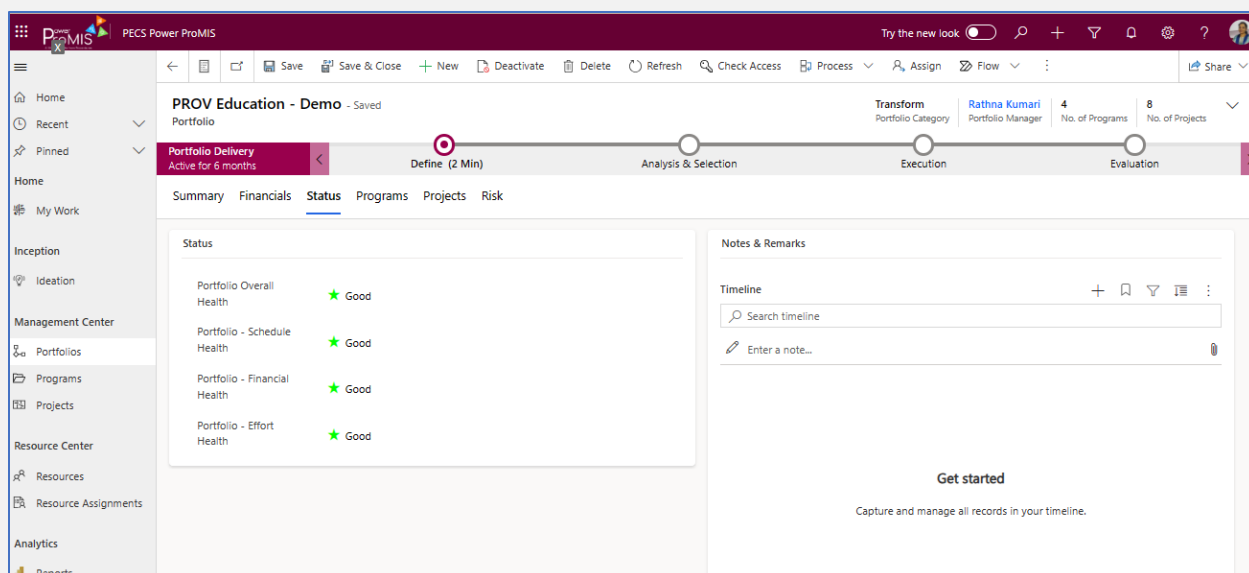 Power
ProMIS
X
PECS Power ProMIS
Try the new look
Save
Save & Close
New
Deactivate
Delete
Refresh
Check Access
Process
Assign
Flow
Share
Home
Recent
Pinned
Home
My Work
Inception
Ideation
Management Center
Portfolios
Programs
Projects
Resource Center
Resources
Resource Assignments
Analytics
Reports
PROV Education - Demo - Saved
Portfolio
Transform
Portfolio Category
Rathna Kumari
Portfolio Manager
4
No. of Programs
8
No. of Projects
Portfolio Delivery
Active for 6 months
Define (2 Min)
Analysis & Selection
Execution
Evaluation
Summary Financials Status Programs Projects Risk
Status
Portfolio Overall
Health
Good
Portfolio - Schedule
Health
Good
Portfolio - Financial
Health
Good
Portfolio - Effort
Health
Good
Notes & Remarks
Timeline
Search timeline
Enter a note...
Get started
Capture and manage all records in your timeline.